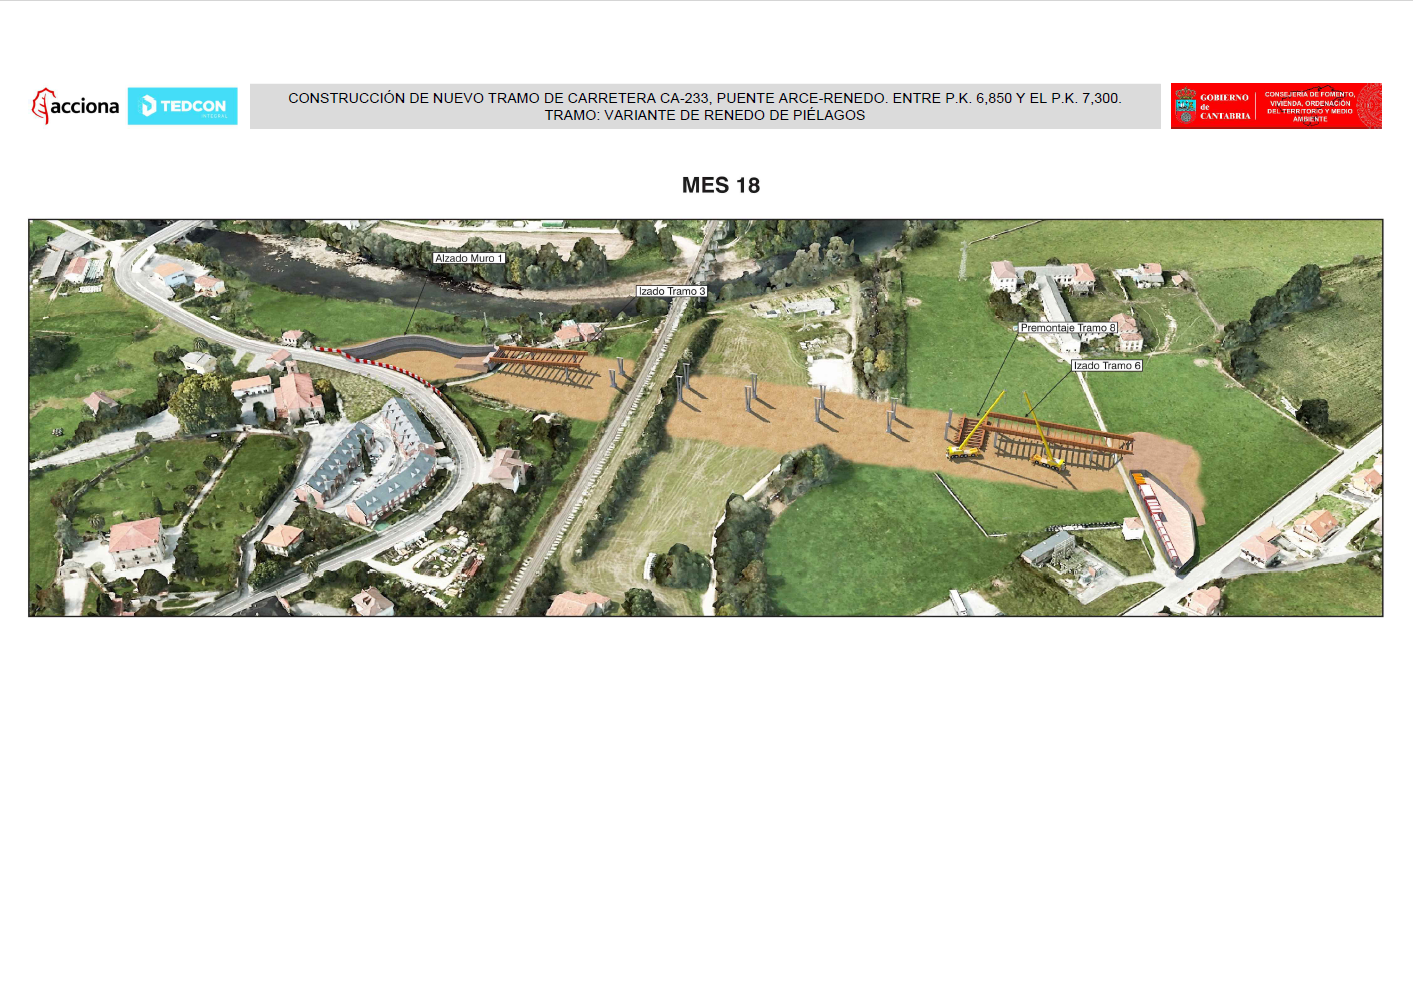 acciona
TEDCON
INTEGRAL
CONSTRUCCIÓN DE NUEVO TRAMO DE CARRETERA CA-233, PUENTE ARCE-RENEDO. ENTRE P.K. 6,850 Y EL P.K. 7,300.
TRAMO: VARIANTE DE RENEDO DE PIÉLAGOS
GOBIERNO
de
CANTABRIA
CONSEJERIA DE FOMENTO,
VIVIENDA, ORDENACIÓN
DEL TERRITORIO Y MEDIO
AMBIENTE
MES 18
Alzado Muro 1
Izado Tramo 3
Premontaje Tramo 8
Izado Tramo 6